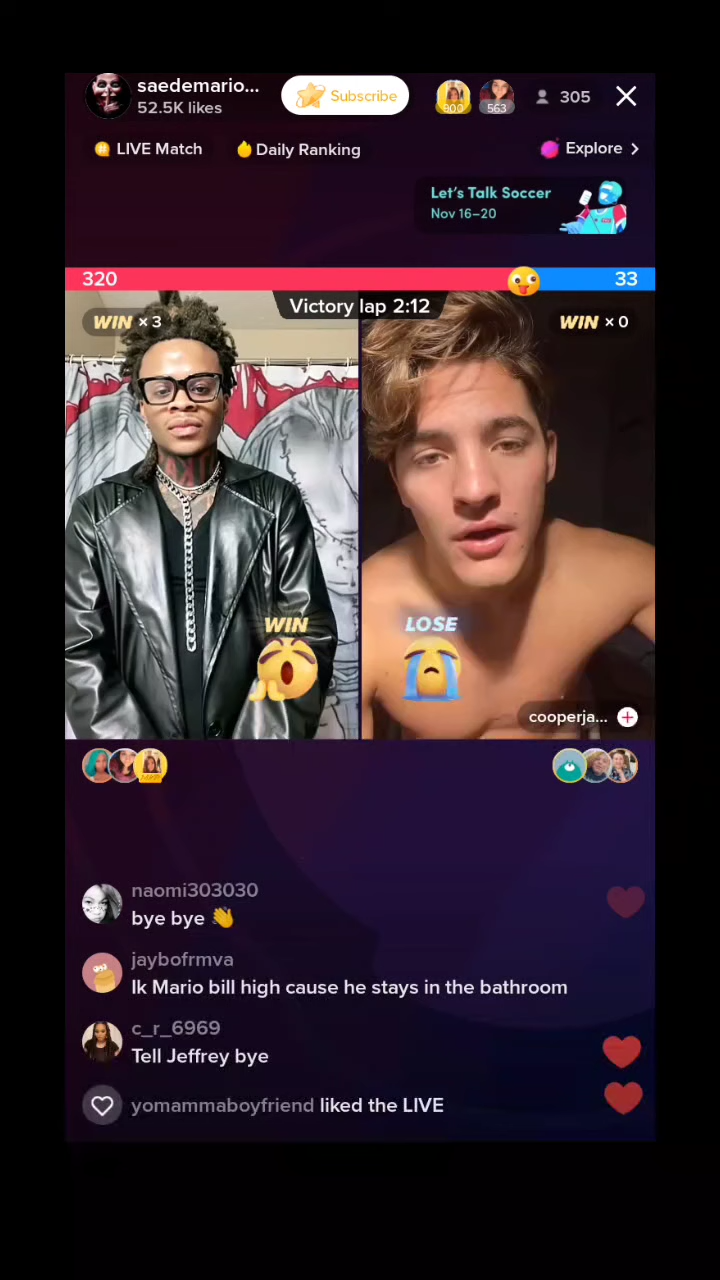 saedemario...
52.5K likes
Subscribe
800
563
305
LIVE Match
Daily Ranking
Explore
Let's Talk Soccer
Nov 16–20
320
33
Victory lap 2:12
WIN × 3
WIN × 0
WIN
LOSE
cooperja...
naomi303030
bye bye 👋
jaybofrmva
Ik Mario bill high cause he stays in the bathroom
c_r_6969
Tell Jeffrey bye
yomammaboyfriend liked the LIVE